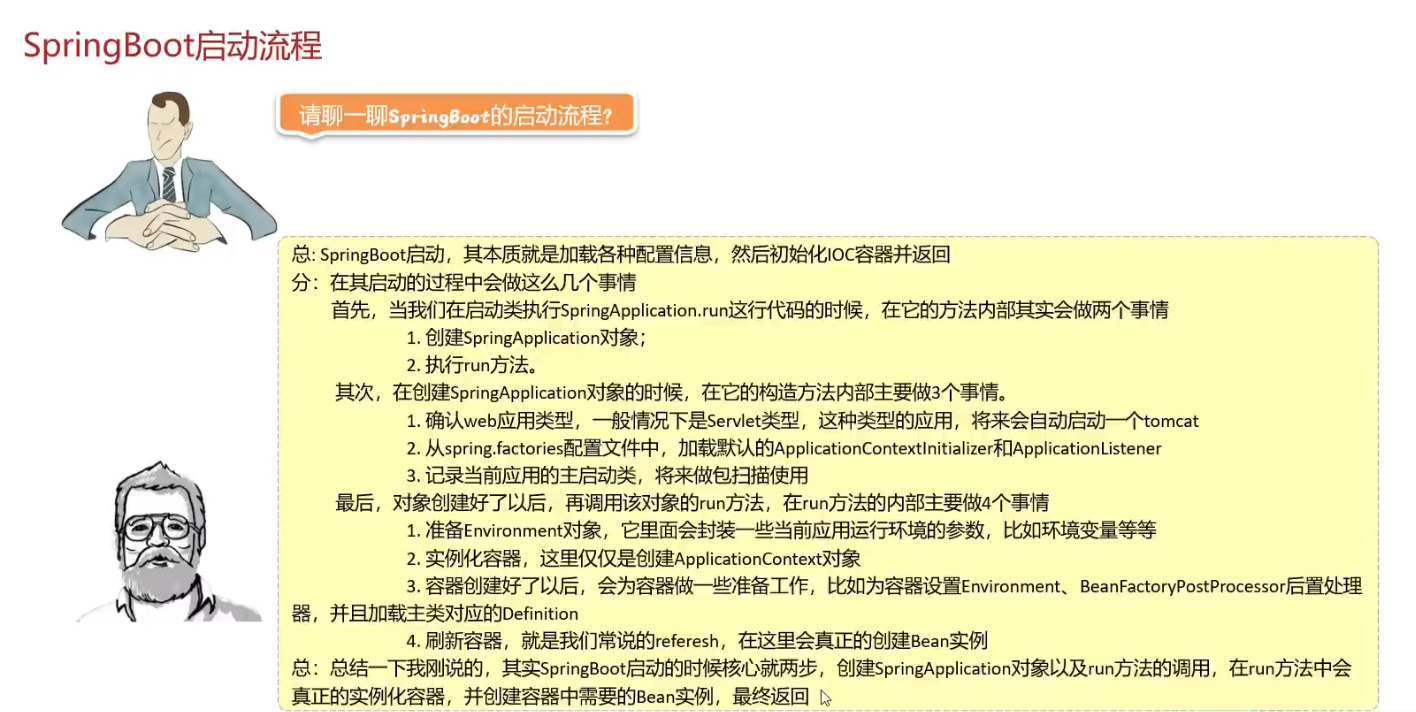 SpringBoot启动流程
请聊一聊SpringBoot的启动流程?
总: SpringBoot启动，其本质就是加载各种配置信息，然后初始化IOC容器并返回
分：在其启动的过程中会做这么几个事情
首先，当我们在启动类执行SpringApplication.run这行代码的时候，在它的方法内部其实会做两个事情
1. 创建SpringApplication对象；
2. 执行run方法。
其次，在创建SpringApplication对象的时候，在它的构造方法内部主要做3个事情。
1. 确认web应用类型，一般情况下是Servlet类型，这种类型的应用，将来会自动启动一个tomcat
2. 从spring.factories配置文件中，加载默认的ApplicationContextInitializer和ApplicationListener
3. 记录当前应用的主启动类，将来做包扫描使用
最后，对象创建好了以后，再调用该对象的run方法，在run方法的内部主要做4个事情
1. 准备Environment对象，它里面会封装一些当前应用运行环境的参数，比如环境变量等等
2. 实例化容器，这里仅仅是创建ApplicationContext对象
3. 容器创建好了以后，会为容器做一些准备工作，比如为容器设置Environment、BeanFactoryPostProcessor后置处理
器，并且加载主类对应的Definition
4. 刷新容器，就是我们常说的referesh，在这里会真正的创建Bean实例
总：总结一下我刚说的，其实SpringBoot启动的时候核心就两步，创建SpringApplication对象以及run方法的调用，在run方法中会
真正的实例化容器，并创建容器中需要的Bean实例，最终返回